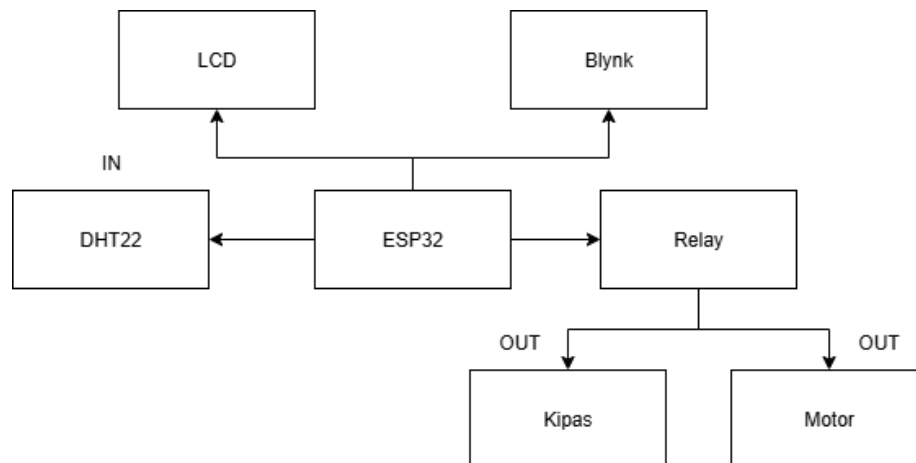 LCD
Blynk
IN
DHT22
ESP32
Relay
OUT
OUT
Kipas
Motor